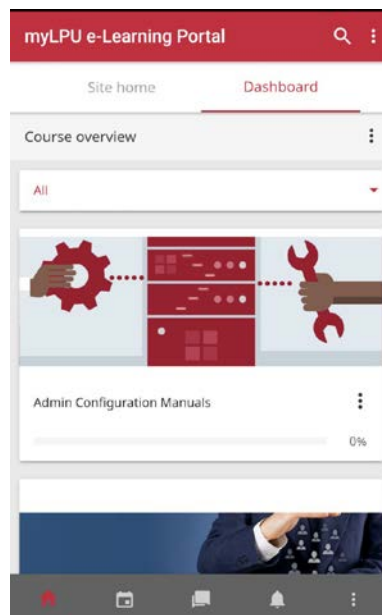 myLPU e-Learning Portal
Site home
Dashboard
Course overview
All
Admin Configuration Manuals
0%